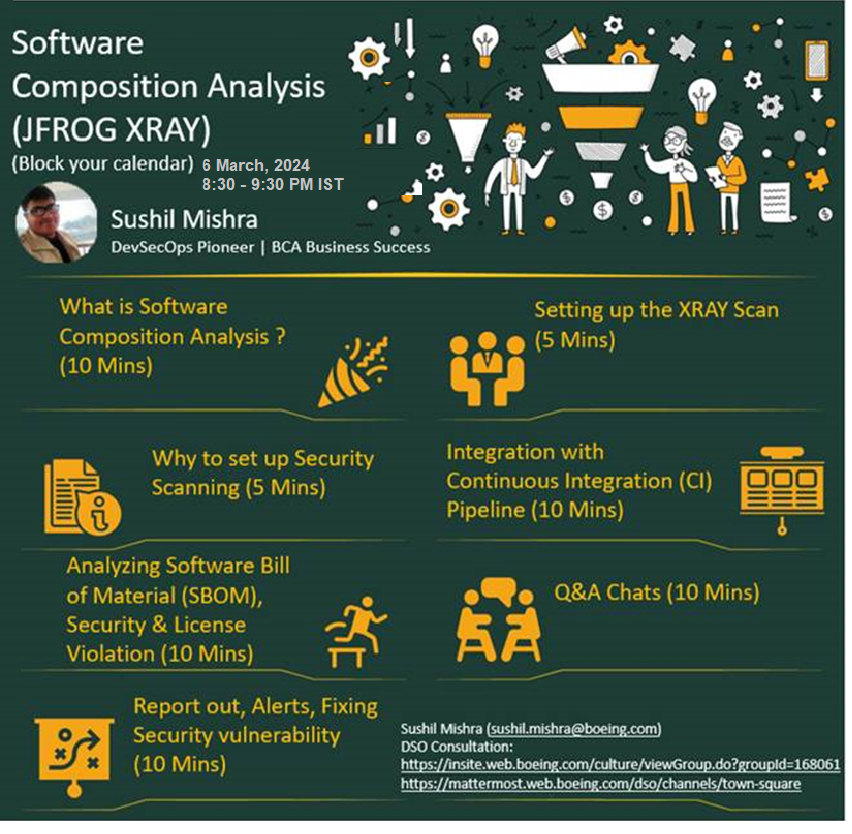 Software
Composition Analysis
(JFROG XRAY)
(Block your calendar) 6 March, 2024
8:30 - 9:30 PM IST
Sushil Mishra
DevSecOps Pioneer | BCA Business Success
What is Software
Composition Analysis ?
(10 Mins)
Setting up the XRAY Scan
(5 Mins)
Why to set up Security
Scanning (5 Mins)
Integration with
Continuous Integration (CI)
Pipeline (10 Mins)
Analyzing Software Bill
of Material (SBOM),
Security & License
Violation (10 Mins)
Q&A Chats (10 Mins)
Report out, Alerts, Fixing
Security vulnerability
(10 Mins)
Sushil Mishra (sushil.mishra@boeing.com)
DSO Consultation:
https://insite.web.boeing.com/culture/viewGroup.do?groupId=168061
https://mattermost.web.boeing.com/dso/channels/town-square